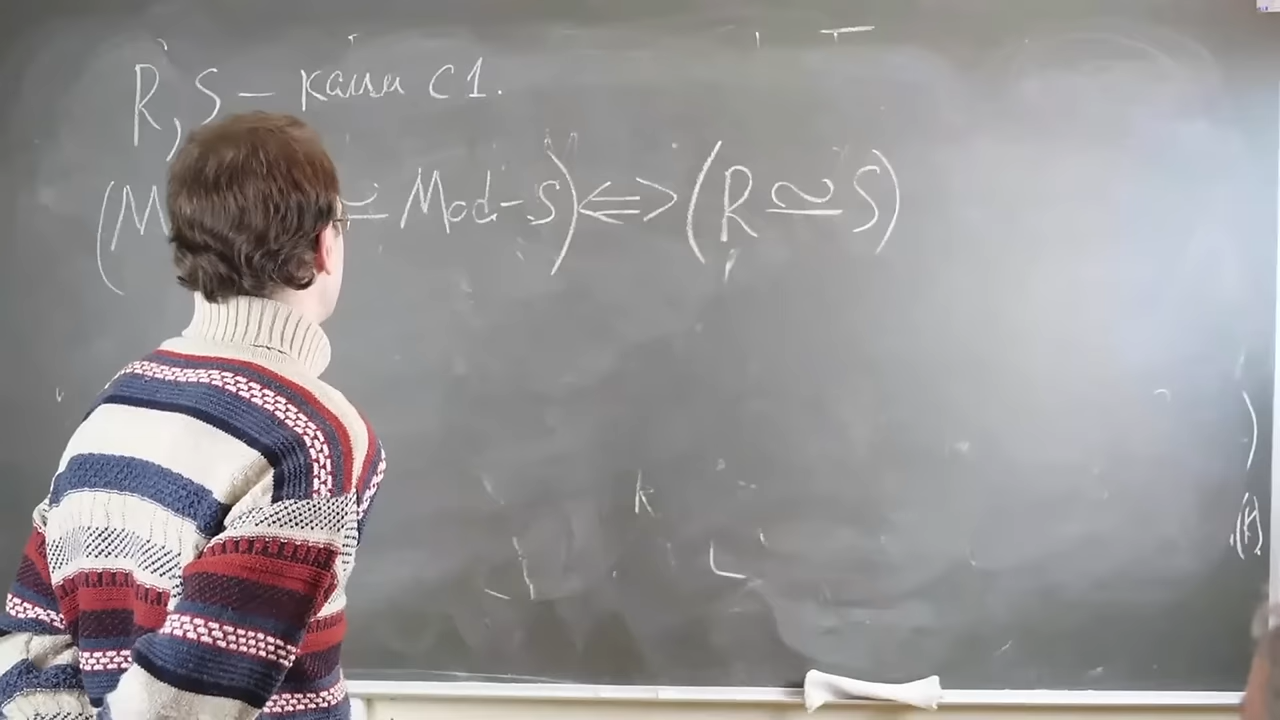 R, S — кольца с 1.
(M ≃ Mod-S) <=> (R ≃ S)
k
(k)